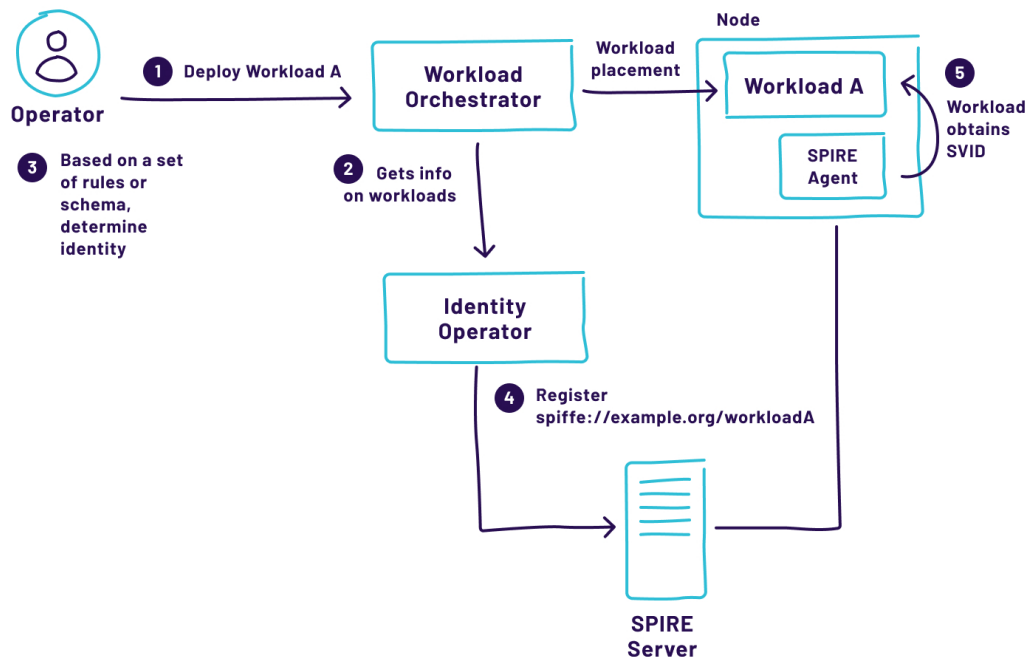 Node
1 Deploy Workload A
Operator
Workload
Orchestrator
Workload
placement
Workload A
SPIRE
Agent
5
Workload
obtains
SVID
3 Based on a set
of rules or
schema,
determine
identity
2 Gets info
on workloads
Identity
Operator
4 Register
spiffe://example.org/workloadA
SPIRE
Server